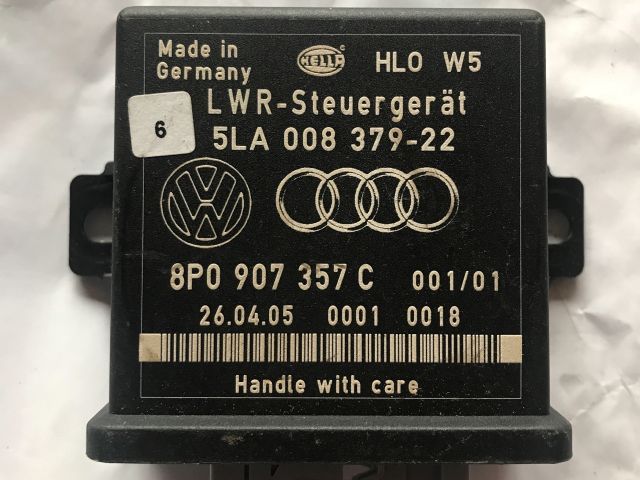 Made in
Germany
HELLA
HLO W5
LWR-Steuergerät
6
5LA 008 379-22
8P0 907 357 C 001/01
26.04.05 0001 0018
Handle with care